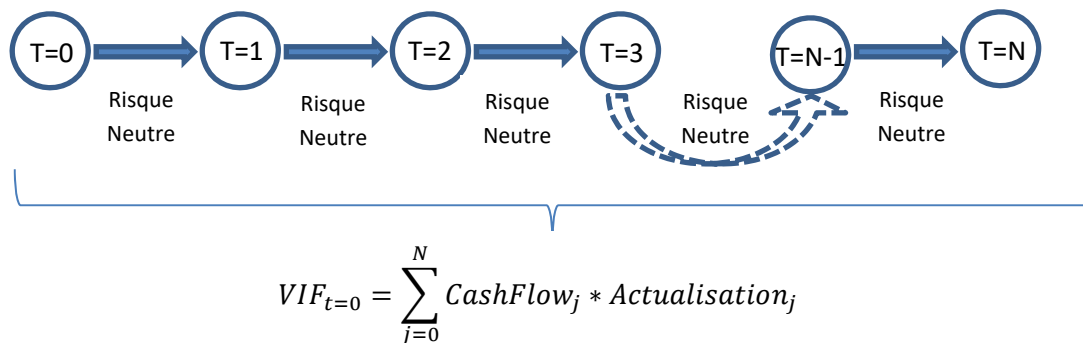 T=0 T=1 T=2 T=3 T=N-1 T=N
Risque Risque Risque Risque Risque
Neutre Neutre Neutre Neutre Neutre
VIF_{t=0} = \sum_{j=0}^{N} CashFlow_j * Actualisation_j